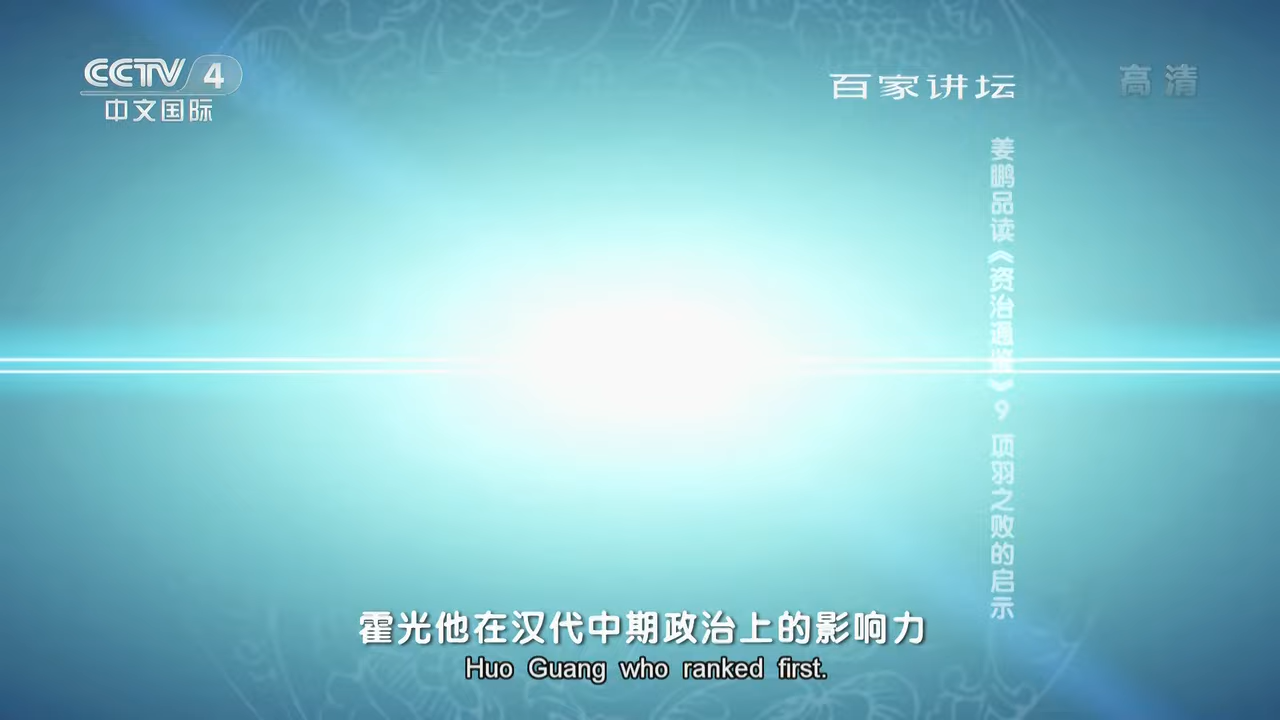 CCTV 4
中文国际
百家讲坛
高清
姜鹏品读《资治通鉴》9 项羽之败的启示
霍光他在汉代中期政治上的影响力
Huo Guang who ranked first.